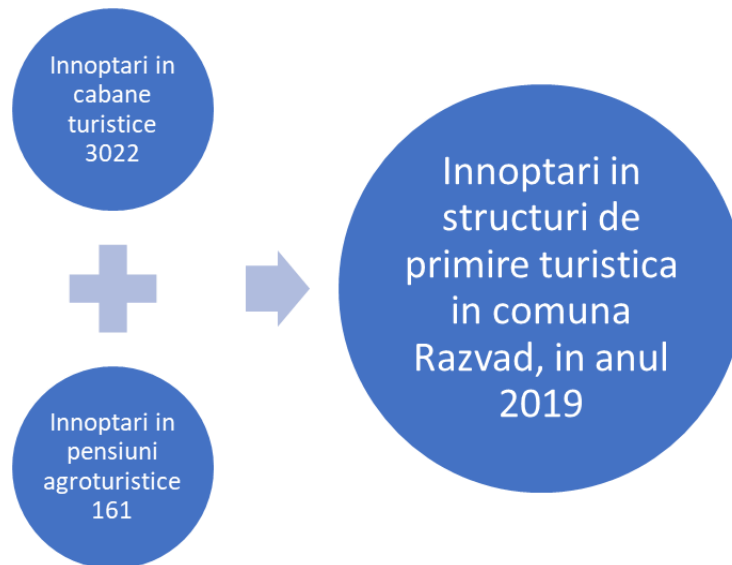 Innoptari in
cabane
turistice
3022
Innoptari in
pensiuni
agroturistice
161
Innoptari in
structuri de
primire turistica
in comuna
Razvad, in anul
2019